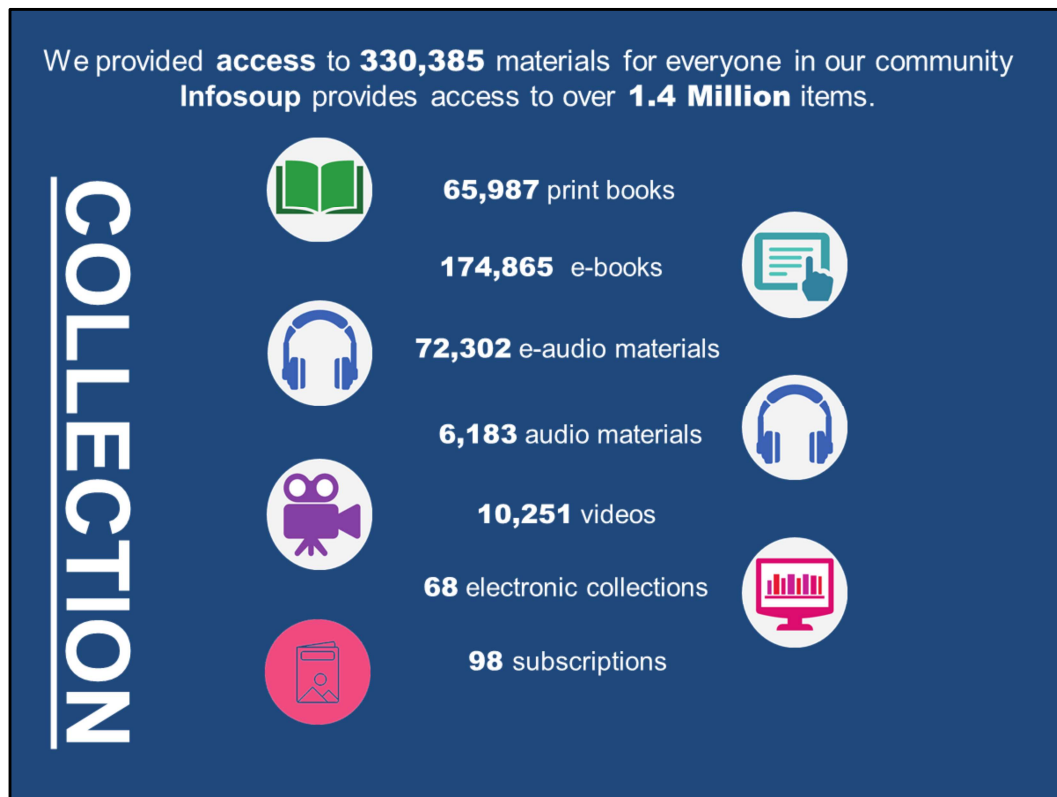 We provided access to 330,385 materials for everyone in our community
Infosoup provides access to over 1.4 Million items.
COLLECTION
65,987 print books
174,865 e-books
72,302 e-audio materials
6,183 audio materials
10,251 videos
68 electronic collections
98 subscriptions